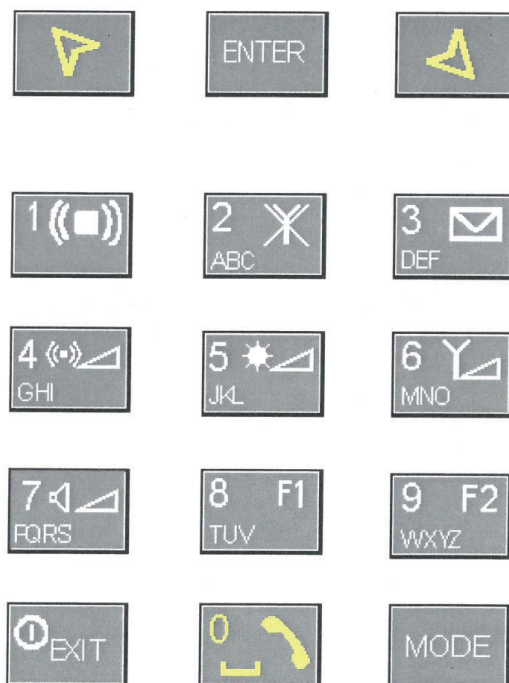 ENTER
1
2
ABC
3
DEF
4
GHI
5
JKL
6
MNO
7
PQRS
8 F1
TUV
9 F2
WXYZ
EXIT
0
MODE